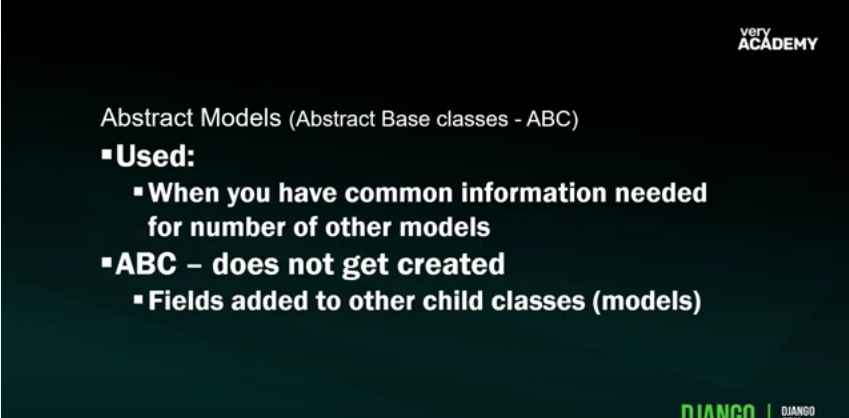 very
ACADEMY
Abstract Models (Abstract Base classes - ABC)
▪Used:
▪When you have common information needed
for number of other models
▪ABC – does not get created
▪Fields added to other child classes (models)
DJANGO | DJANGO